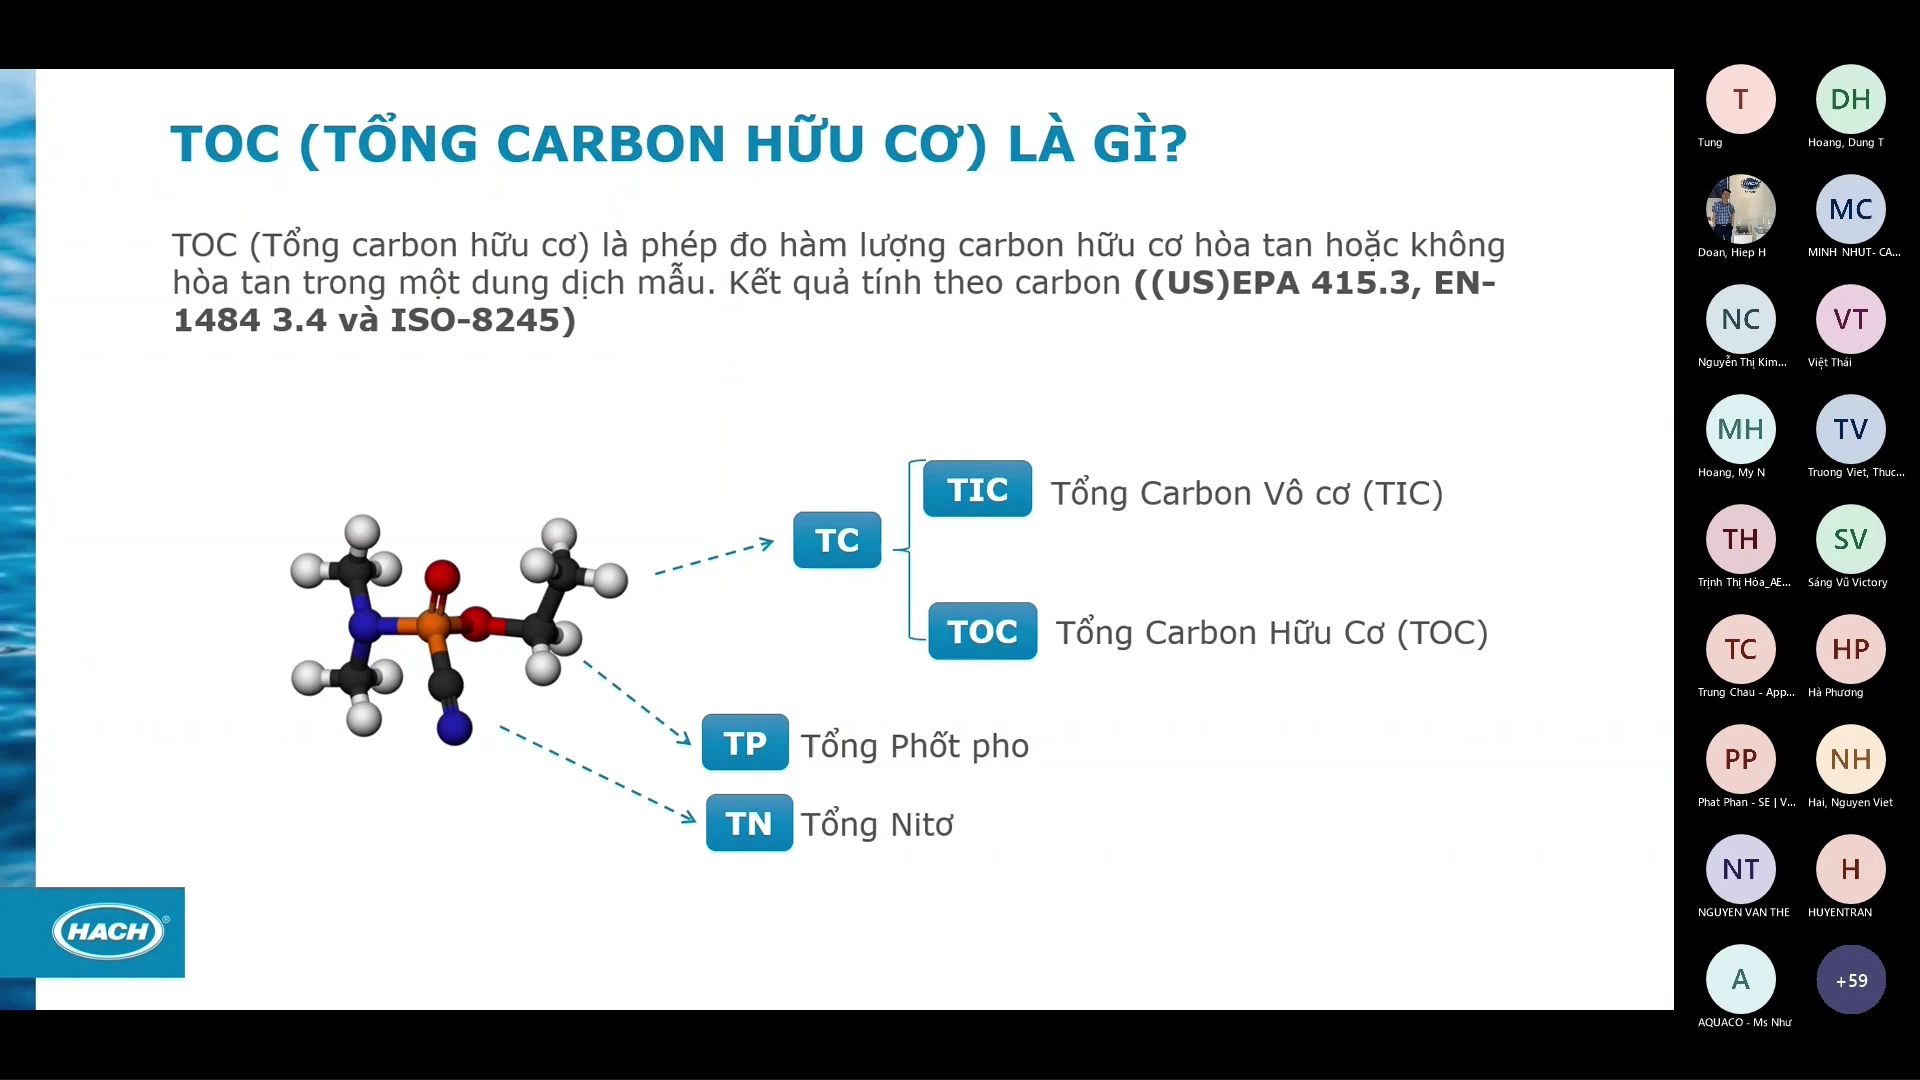 TOC (TỔNG CARBON HỮU CƠ) LÀ GÌ?
TOC (Tổng carbon hữu cơ) là phép đo hàm lượng carbon hữu cơ hòa tan hoặc không
hòa tan trong một dung dịch mẫu. Kết quả tính theo carbon ((US)EPA 415.3, EN-
1484 3.4 và ISO-8245)
TIC Tổng Carbon Vô cơ (TIC)
TC
TOC Tổng Carbon Hữu Cơ (TOC)
TP Tổng Phốt pho
TN Tổng Nitơ
HACH®
T DH
Tung Hoang, Dung T
HACH
MC
Doan, Hiep H MINH NHUT- CA...
NC VT
Nguyễn Thị Kim... Việt Thái
MH TV
Hoang, My N Truong Viet, Thuc...
TH SV
Trịnh Thị Hòa_AE... Sáng Vũ Victory
TC HP
Trung Chau - App... Hà Phương
PP NH
Phat Phan - SE | V... Hai, Nguyen Viet
NT H
NGUYEN VAN THE HUYENTRAN
A +59
AQUACO - Ms Như